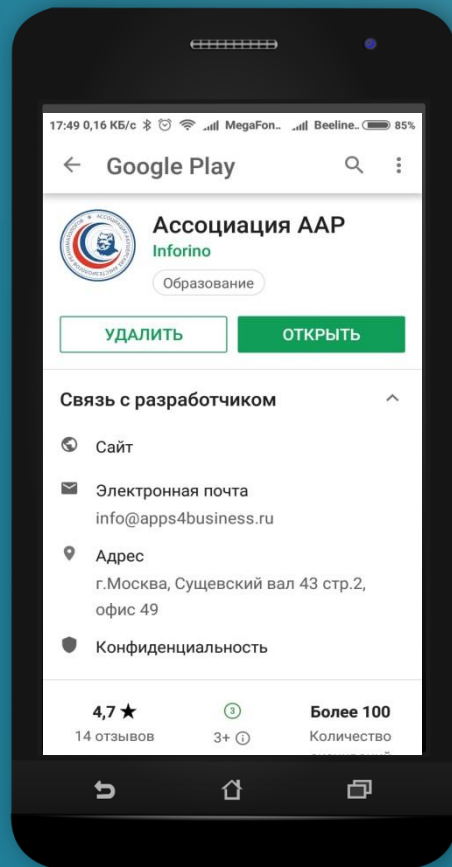 17:49 0,16 КБ/с MegaFon.. Beeline.. 85%
Google Play
Ассоциация ААР
Inforino
Образование
УДАЛИТЬ
ОТКРЫТЬ
Связь с разработчиком
Сайт
Электронная почта
info@apps4business.ru
Адрес
г.Москва, Сущевский вал 43 стр.2,
офис 49
Конфиденциальность
4,7 ★
3
Более 100
14 отзывов
3+
Количество